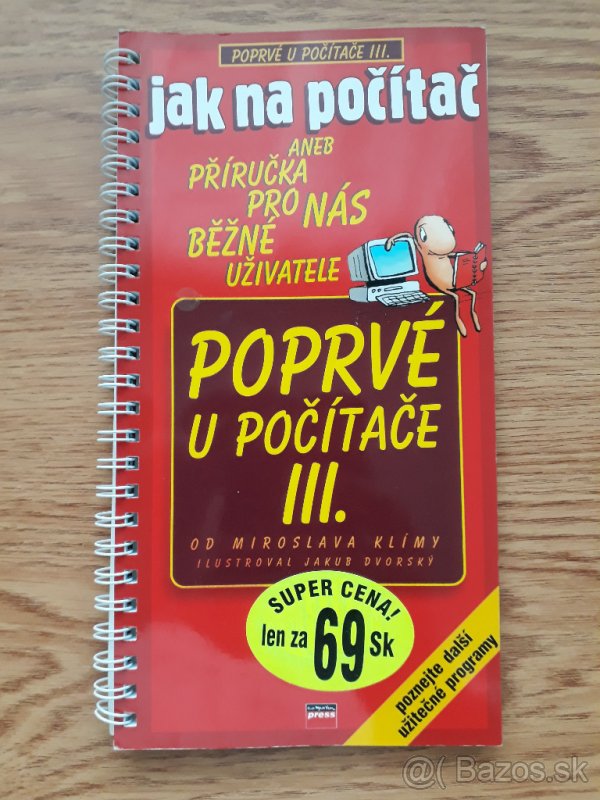 POPRVÉ U POČÍTAČE III.
jak na počítač
ANEB
PŘÍRUČKA
PRO NÁS
BĚŽNÉ
UŽIVATELE
POPRVÉ
U POČÍTAČE
III.
OD MIROSLAVA KLÍMY
ILUSTROVAL JAKUB DVORSKÝ
SUPER CENA!
len za 69 Sk
poznejte další
užitečné programy
computer
press
@( Bazos.sk